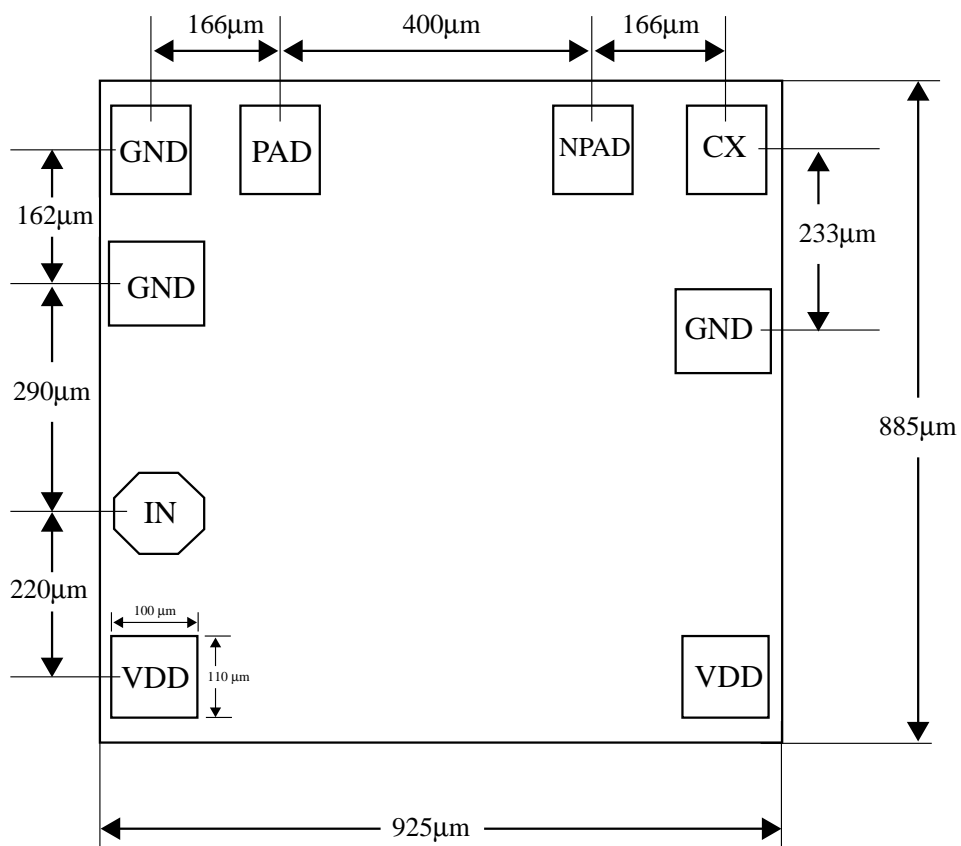 166µm 400µm 166µm
GND PAD NPAD CX
162µm
233µm
GND
GND
290µm
885µm
IN
220µm
100 µm
VDD
110 µm
VDD
925µm